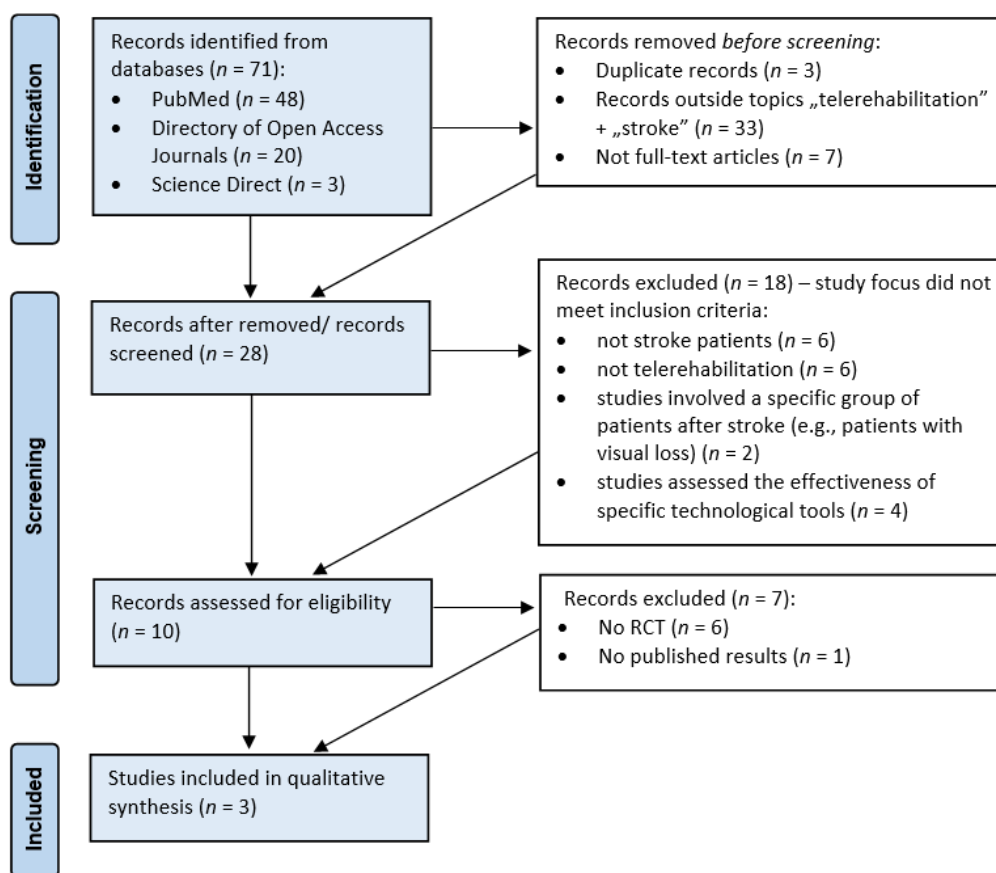 Identification
Records identified from
databases (n = 71):
• PubMed (n = 48)
• Directory of Open Access
Journals (n = 20)
• Science Direct (n = 3)
Records removed before screening:
• Duplicate records (n = 3)
• Records outside topics „telerehabilitation”
+ „stroke” (n = 33)
• Not full-text articles (n = 7)
Screening
Records after removed/ records
screened (n = 28)
Records excluded (n = 18) – study focus did not
meet inclusion criteria:
• not stroke patients (n = 6)
• not telerehabilitation (n = 6)
• studies involved a specific group of
patients after stroke (e.g., patients with
visual loss) (n = 2)
• studies assessed the effectiveness of
specific technological tools (n = 4)
Records assessed for eligibility
(n = 10)
Records excluded (n = 7):
• No RCT (n = 6)
• No published results (n = 1)
Included
Studies included in qualitative
synthesis (n = 3)